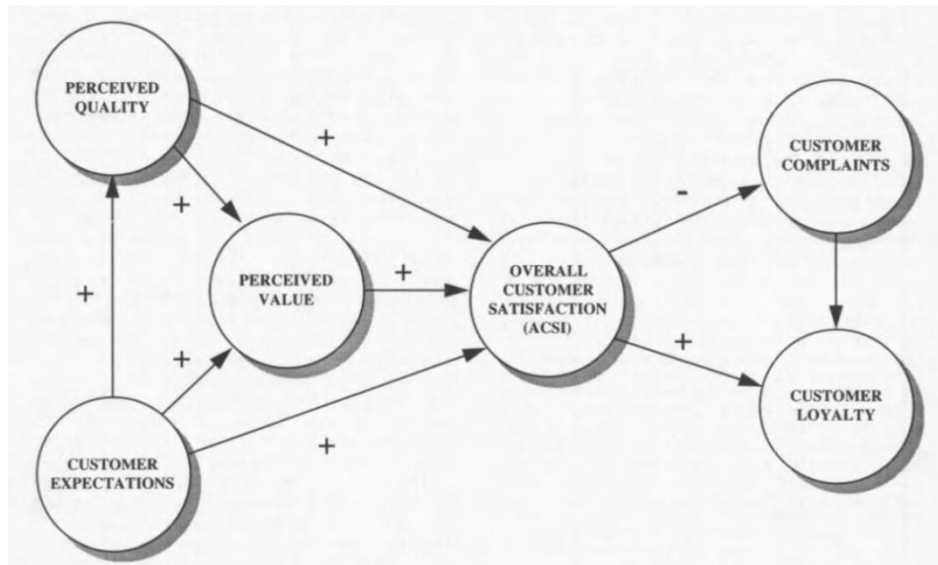 PERCEIVED
QUALITY
CUSTOMER
COMPLAINTS
+
-
+
PERCEIVED
VALUE
+
OVERALL
CUSTOMER
SATISFACTION
(ACSI)
+
+
+
CUSTOMER
LOYALTY
+
CUSTOMER
EXPECTATIONS